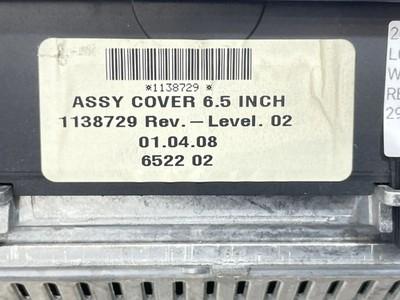 *1138729 *
ASSY COVER 6.5 INCH
1138729 Rev. – Level. 02
01.04.08
6522 02